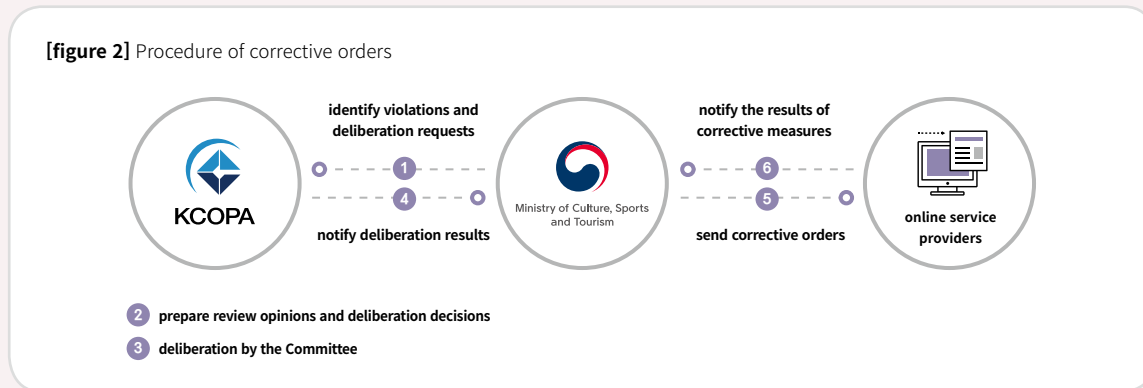 [figure 2] Procedure of corrective orders
identify violations and
deliberation requests
notify the results of
corrective measures
1
6
KCOPA
4
Ministry of Culture, Sports
and Tourism
5
online service
providers
notify deliberation results
send corrective orders
2 prepare review opinions and deliberation decisions
3 deliberation by the Committee